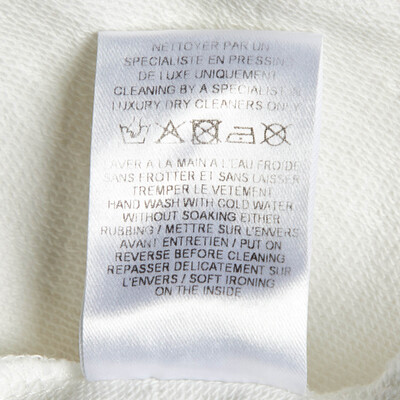 NETTOYER PAR UN
SPECIALISTE EN PRESSIN
DE LUXE UNIQUEMENT
CLEANING BY A SPECIALIST IN
LUXURY DRY CLEANERS ONLY
LAVER A LA MAIN A L'EAU FROIDE
SANS FROTTER ET SANS LAISSER
TREMPER LE VETEMENT
HAND WASH WITH COLD WATER
WITHOUT SOAKING EITHER
RUBBING / METTRE SUR L'ENVERS
AVANT ENTRETIEN / PUT ON
REVERSE BEFORE CLEANING
REPASSER DELICATEMENT SUR
L'ENVERS / SOFT IRONING
ON THE INSIDE